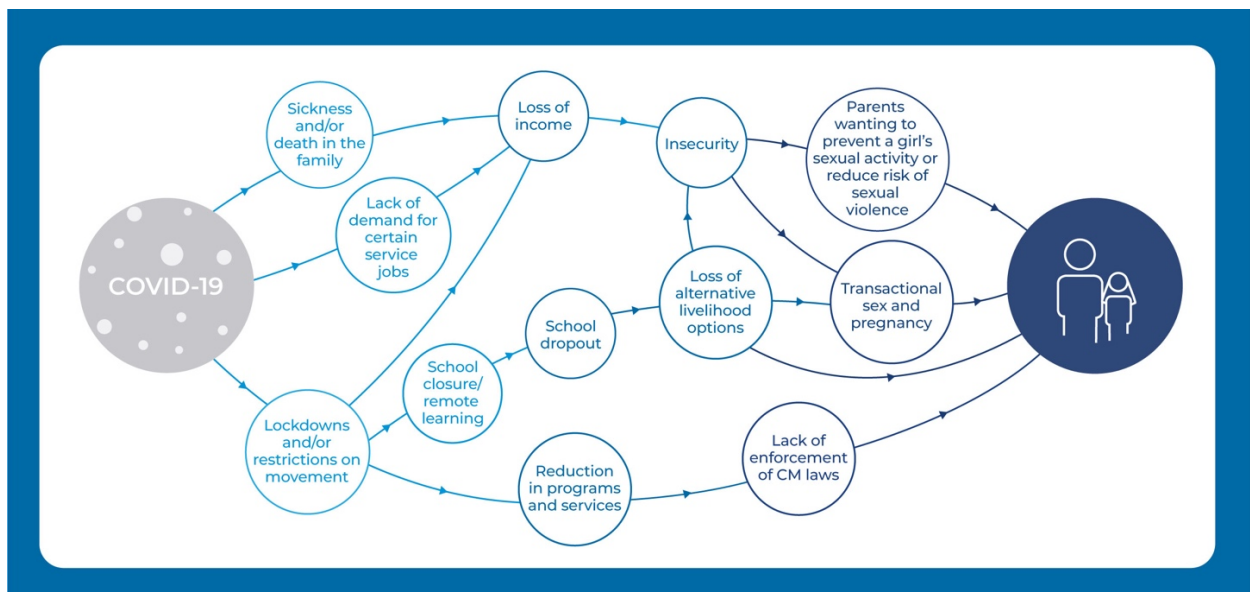 COVID-19
Sickness
and/or
death in the
family
Lack of
demand for
certain
service
jobs
Lockdowns
and/or
restrictions on
movement
Loss of
income
School
closure/
remote
learning
School
dropout
Reduction
in programs
and services
Insecurity
Loss of
alternative
livelihood
options
Parents
wanting to
prevent a girl's
sexual activity or
reduce risk of
sexual
violence
Transactional
sex and
pregnancy
Lack of
enforcement
of CM laws